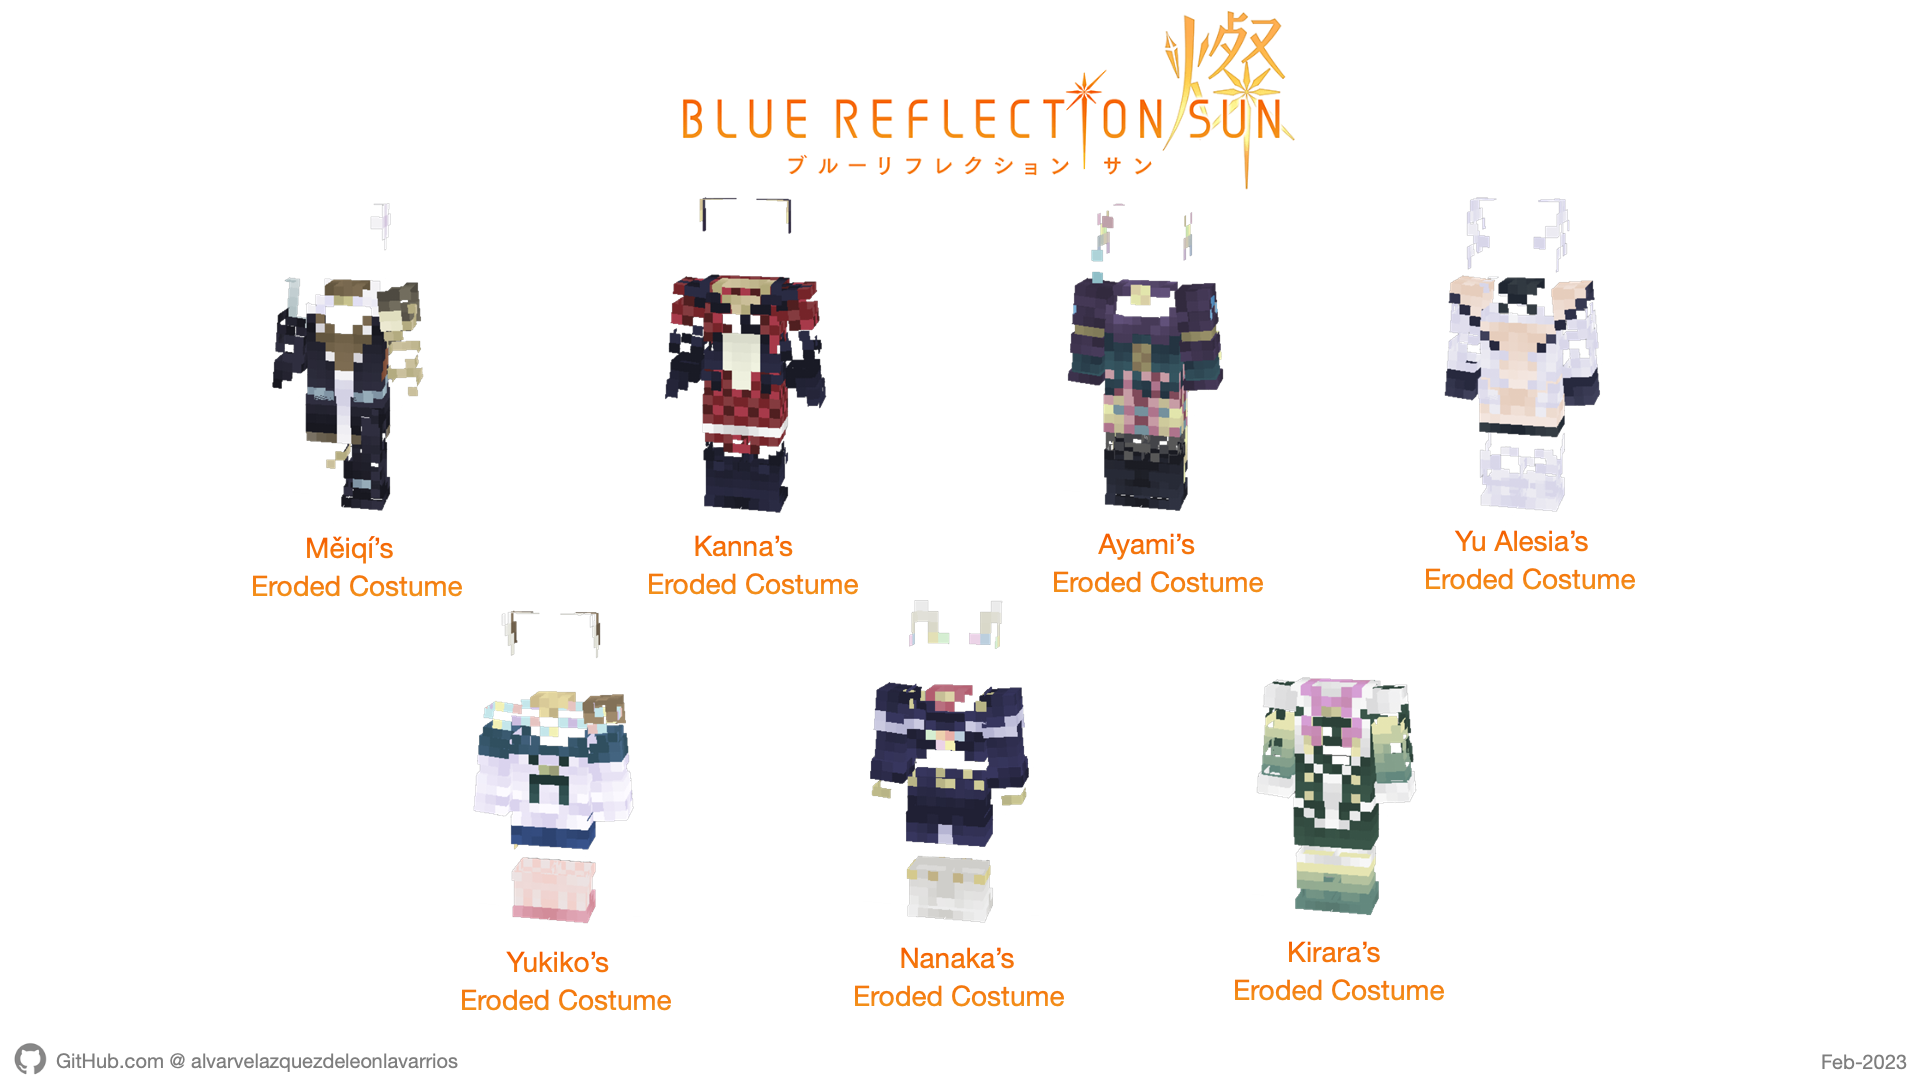 燦
BLUE REFLECTION SUN
ブルーリフレクション サン
Měiqí’s
Eroded Costume
Kanna’s
Eroded Costume
Ayami’s
Eroded Costume
Yu Alesia’s
Eroded Costume
Yukiko’s
Eroded Costume
Nanaka’s
Eroded Costume
Kirara’s
Eroded Costume
GitHub.com @ alvarvelazquezdeleonlavarrios
Feb-2023